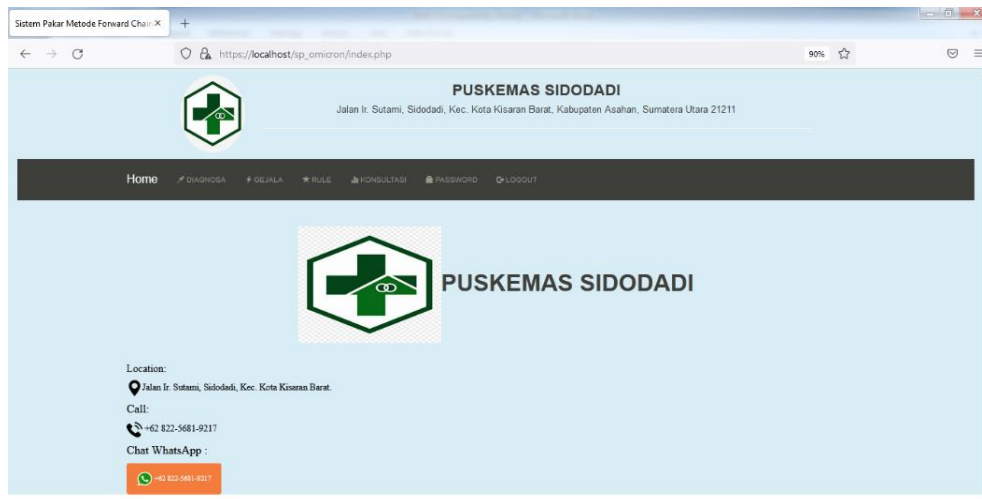 Sistem Pakar Metode Forward Chain
https://localhost/sp_omicron/index.php
90%
PUSKEMAS SIDODADI
Jalan Ir. Sutami, Sidodadi, Kec. Kota Kisaran Barat, Kabupaten Asahan, Sumatera Utara 21211
Home DIAGNOSA GEJALA RULE KONSULTASI PASSWORD LOGOUT
PUSKEMAS SIDODADI
Location:
Jalan Ir. Sutami, Sidodadi, Kec. Kota Kisaran Barat.
Call:
+62 822-5681-9217
Chat WhatsApp :
+62 822-5681-9217